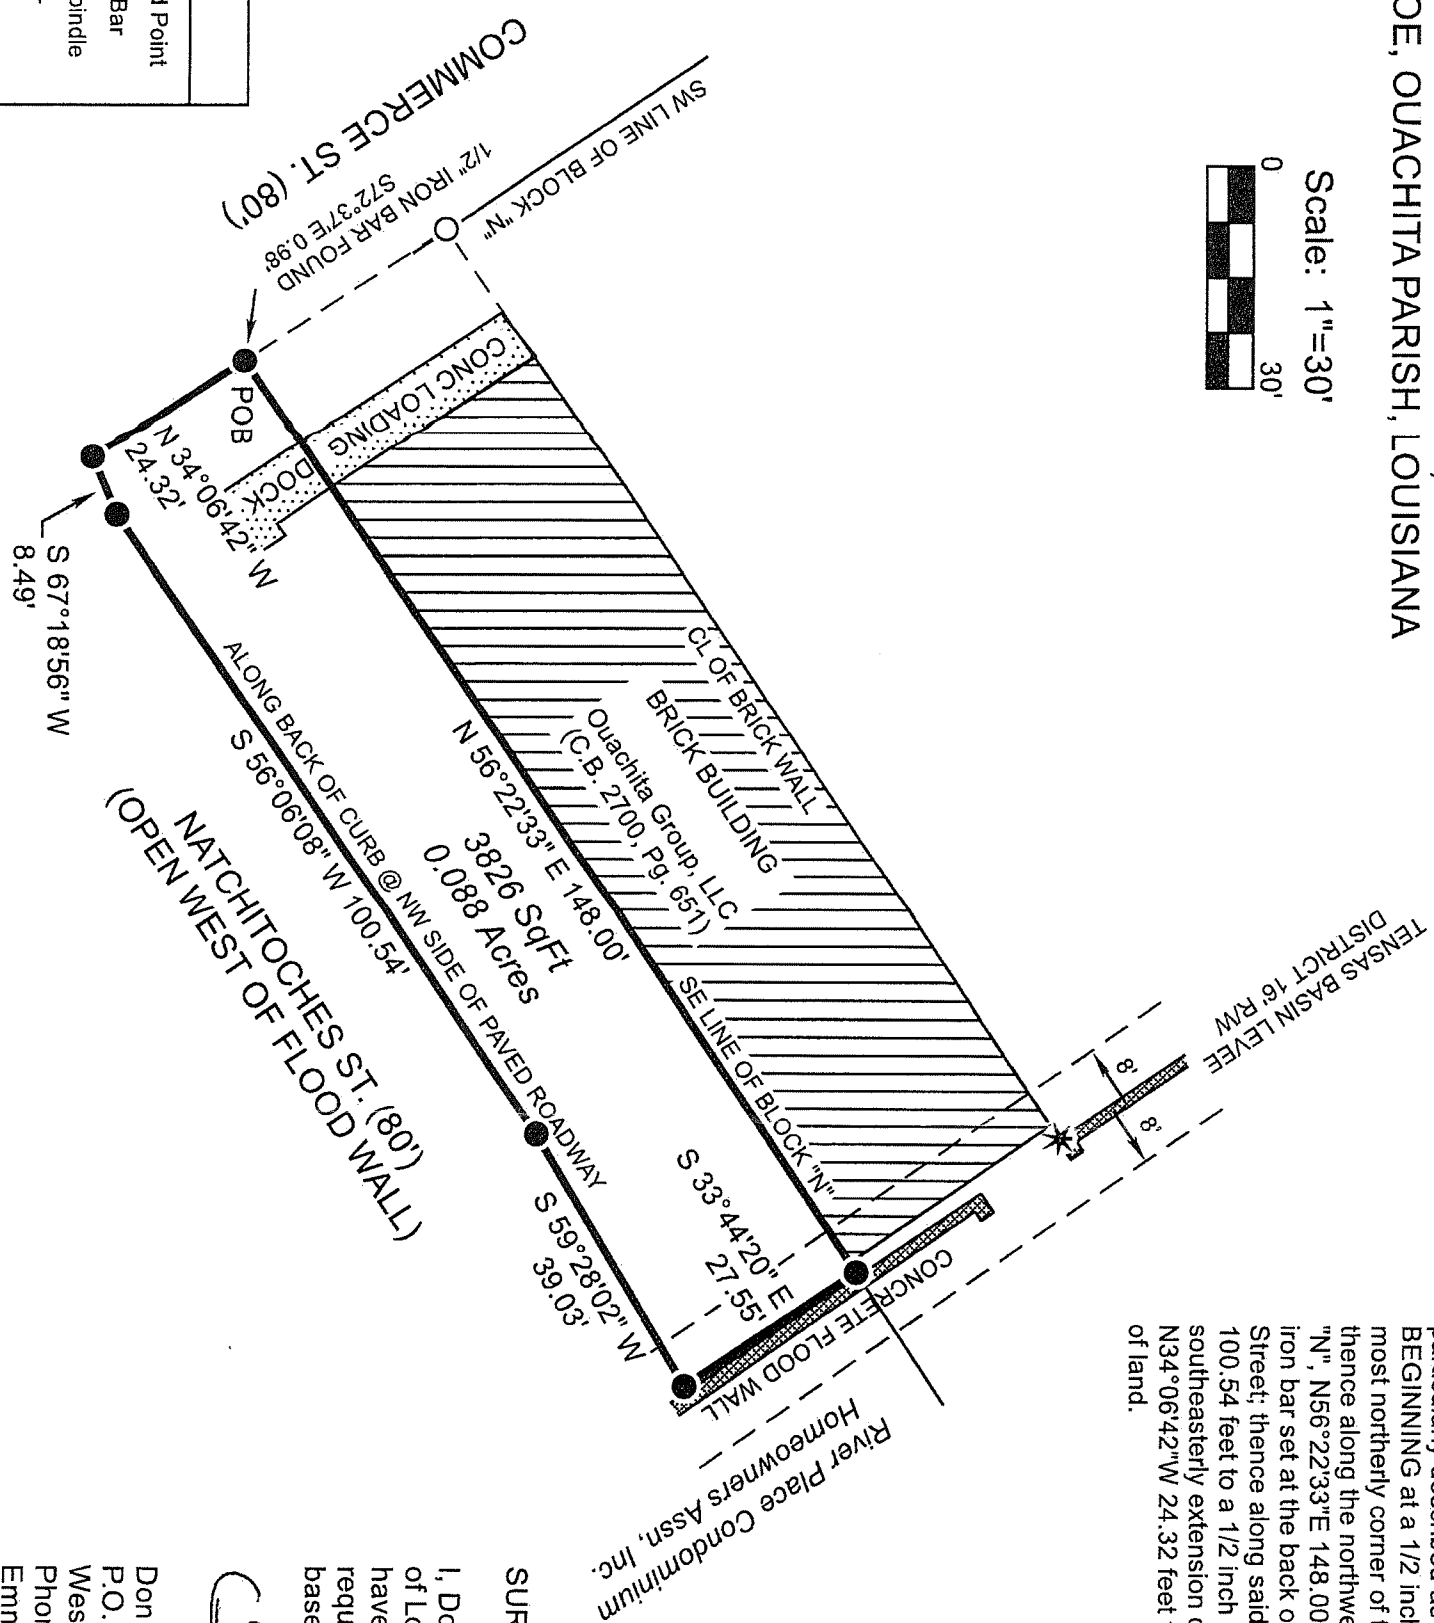 OE, OUACHITA PARISH, LOUISIANA
Scale: 1"=30'
0 30'
Point
Bar
pindle
COMMERCE ST. (80')
SW LINE OF BLOCK "N"
1/2" IRON BAR FOUND
S72°37'E 0.98'
POB
CONC LOADING
DOCK
N 34°06'42" W
24.32'
S 67°18'56" W
8.49'
CL OF BRICK WALL
BRICK BUILDING
Ouachita Group, LLC
(C.B. 2700, Pg. 651)
N 56°22'33" E 148.00'
SE LINE OF BLOCK "N"
3826 SqFt
0.088 Acres
ALONG BACK OF CURB @ NW SIDE OF PAVED ROADWAY
S 56°06'08" W 100.54'
NATCHITOCHES ST. (80')
(OPEN WEST OF FLOOD WALL)
S 59°28'02" W
39.03'
S 33°44'20" E
27.55'
TENSAS BASIN LEVEE
DISTRICT 16' R/W
8'
8'
CONCRETE FLOOD WALL
River Place Condominium
Homeowners Assn, Inc.
BEGINNING at a 1/2 inch
most northerly corner of
thence along the northwe
"N", N56°22'33"E 148.00
iron bar set at the back o
Street; thence along said
100.54 feet to a 1/2 inch
southeasterly extension o
N34°06'42"W 24.32 feet
of land.
SUR
I, Do
of Lo
have
requ
base
Don
P.O.
Wes
Phor
Em